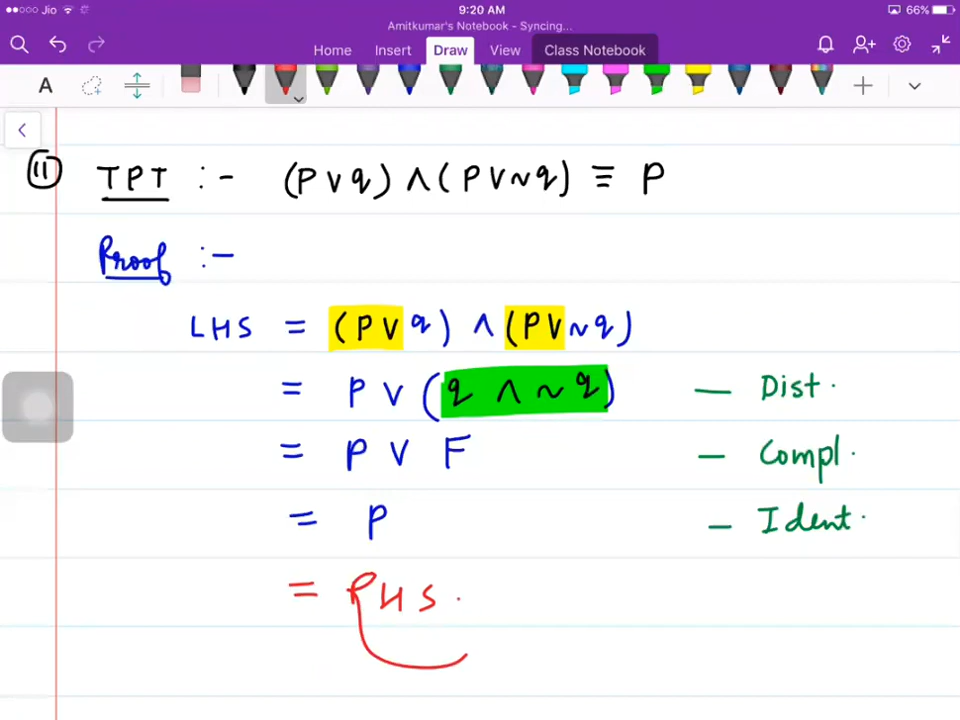 Jio 9:20 AM 66%
Amitkumar's Notebook - Syncing...
Home Insert Draw View Class Notebook
A
(11) TPT :- (P∨q) ∧ (P∨~q) ≡ P
Proof :-
LHS = (P∨q) ∧ (P∨~q)
= P ∨ (q ∧ ~q) — Dist.
= P ∨ F — Compl.
= P — Ident.
= RHS.